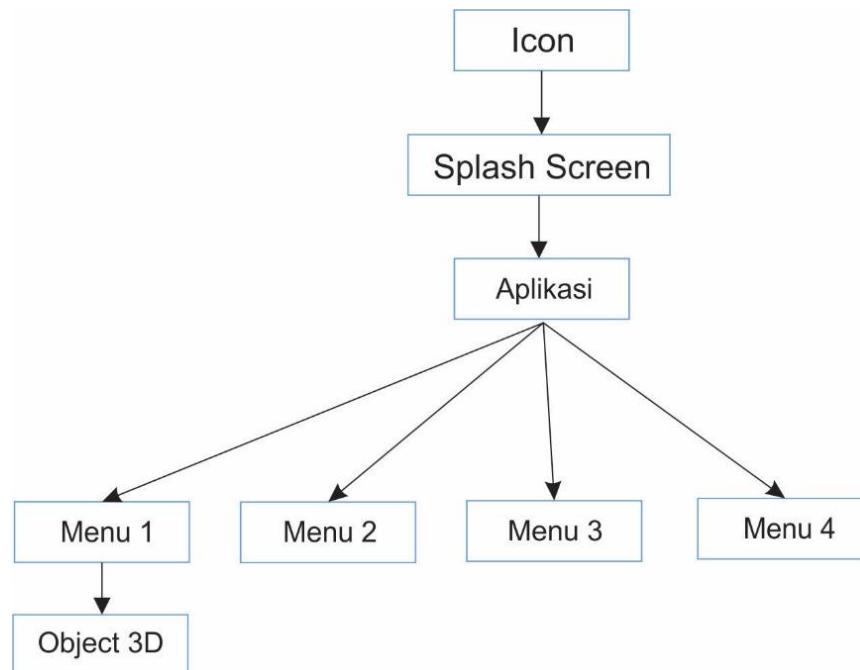 Icon
Splash Screen
Aplikasi
Menu 1
Menu 2
Menu 3
Menu 4
Object 3D